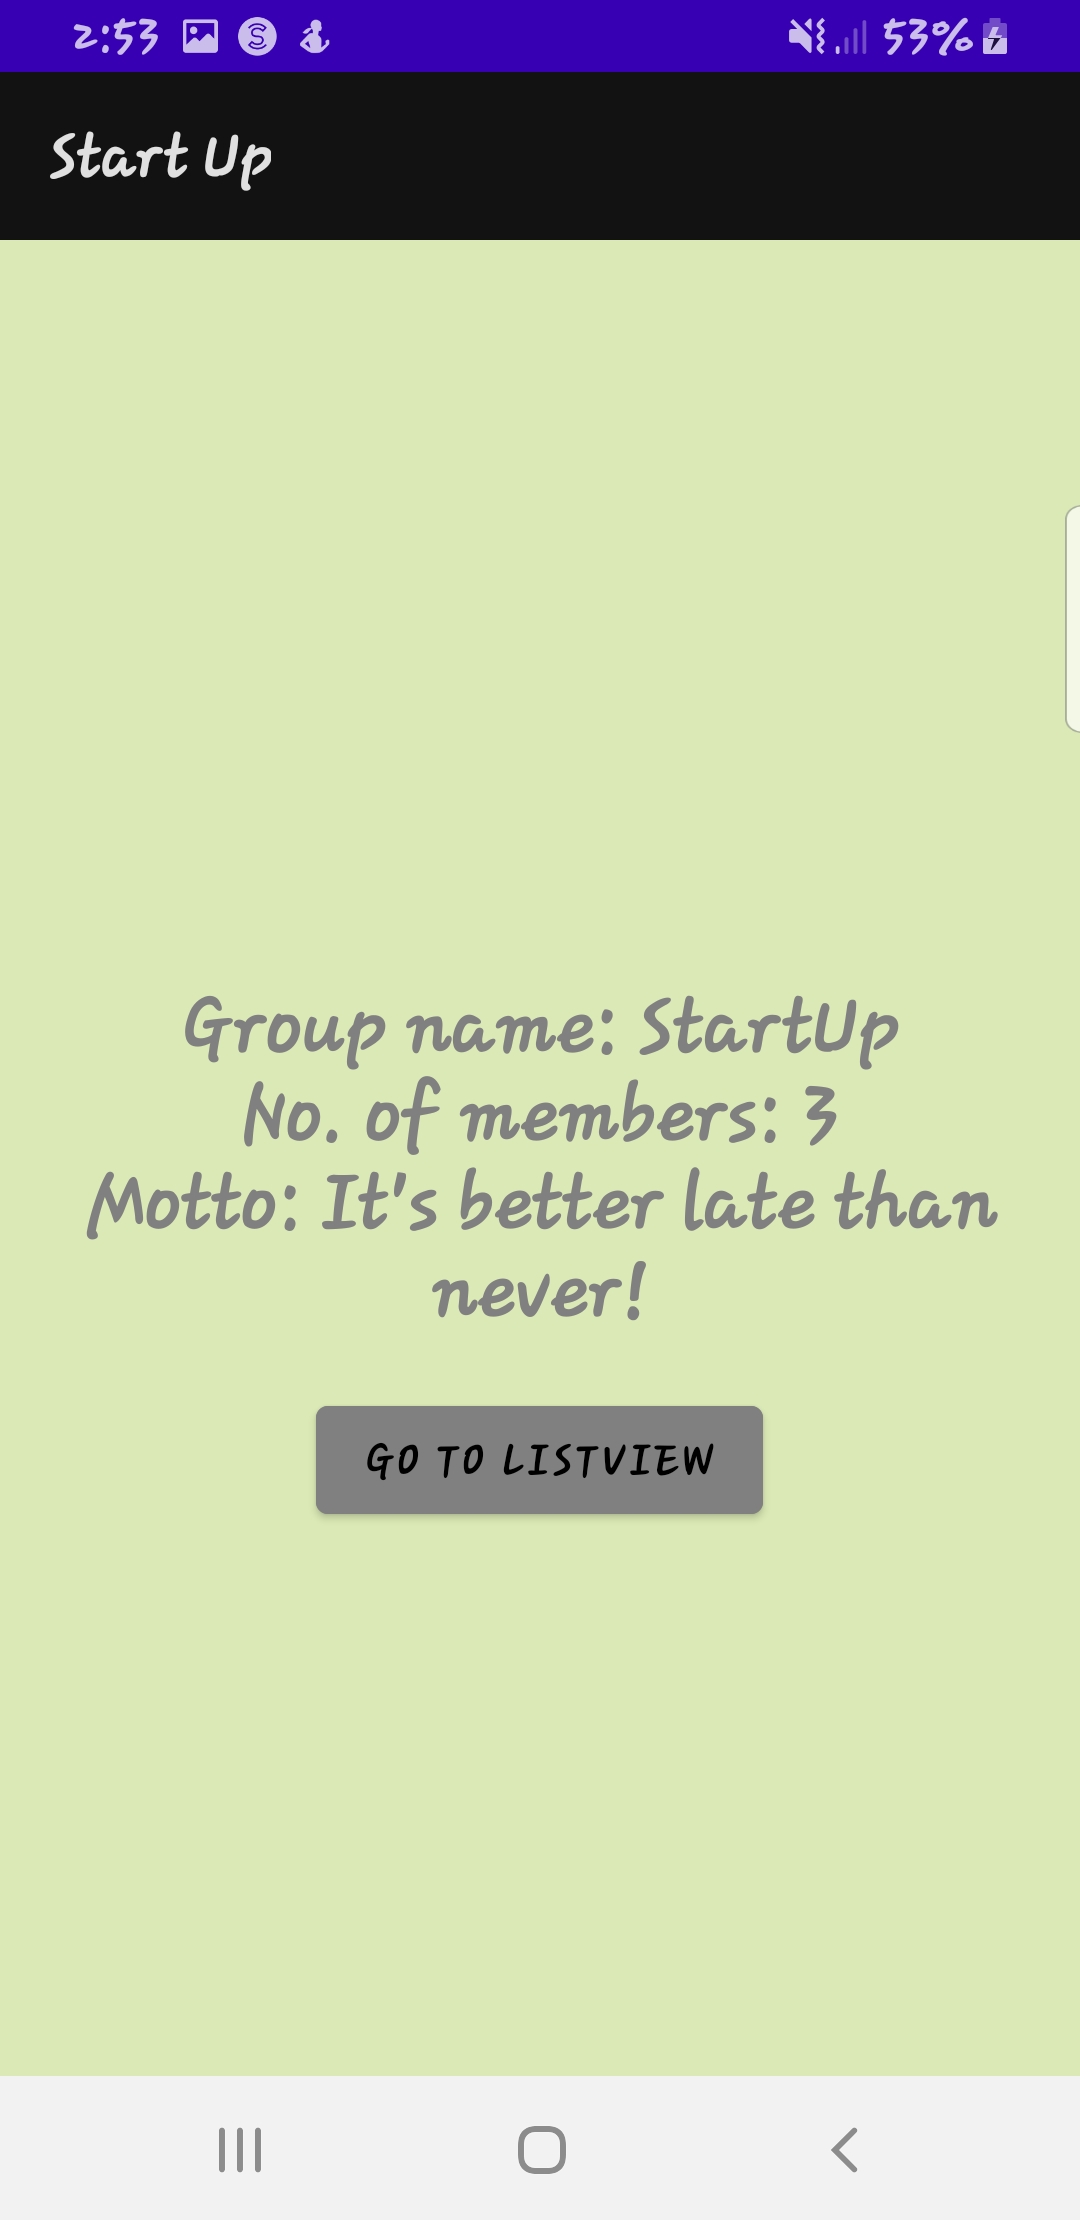 2:53 53%
Start Up
Group name: StartUp
No. of members: 3
Motto: It's better late than
never!
GO TO LISTVIEW